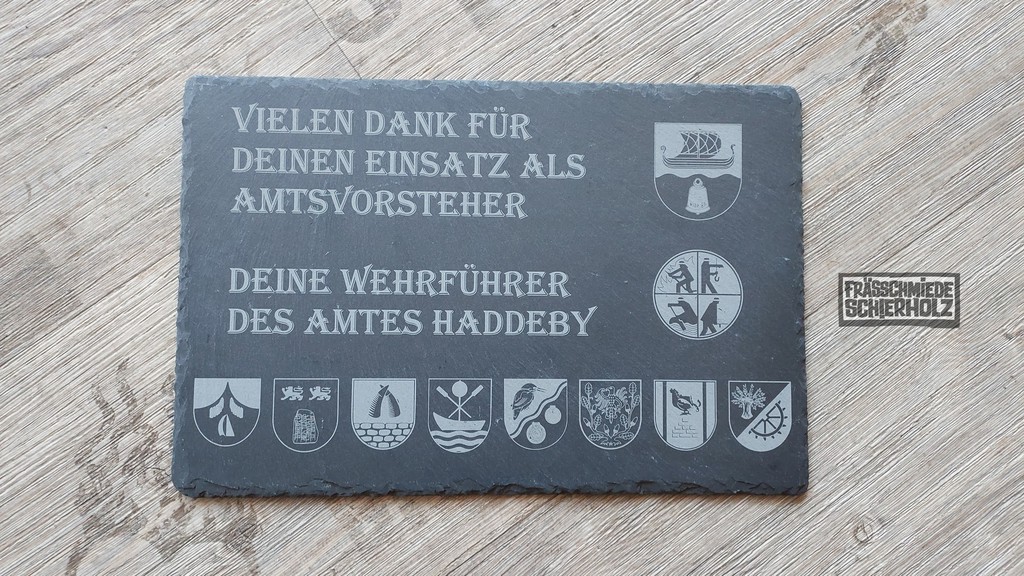 VIELEN DANK FÜR
DEINEN EINSATZ ALS
AMTSVORSTEHER
DEINE WEHRFÜHRER
DES AMTES HADDEBY
FRÄSSCHMIEDE
SCHIERHOLZ